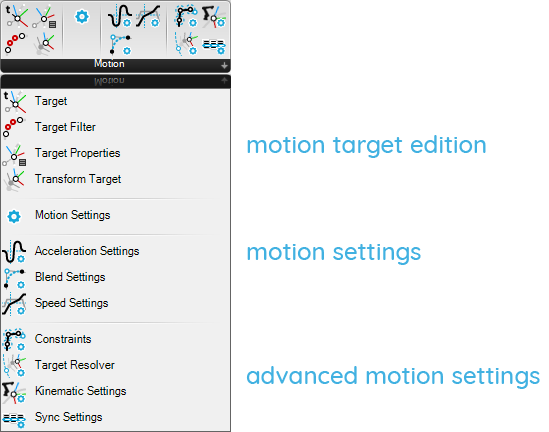 Motion
Motion
Target
Target Filter
Target Properties
Transform Target
motion target edition
Motion Settings
Acceleration Settings
Blend Settings
Speed Settings
motion settings
Constraints
Target Resolver
Kinematic Settings
Sync Settings
advanced motion settings